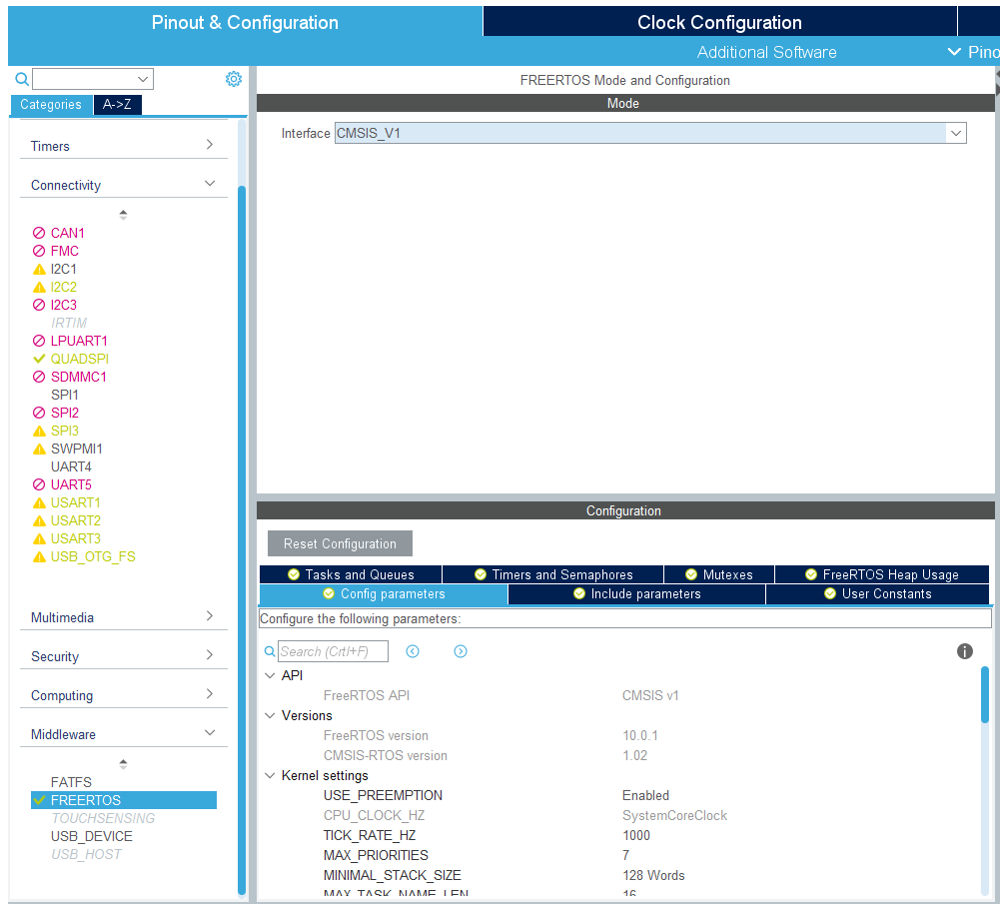 Pinout & Configuration
Clock Configuration
Additional Software
Pino
Categories
A->Z
Timers
Connectivity
CAN1
FMC
I2C1
I2C2
I2C3
IRTIM
LPUART1
QUADSPI
SDMMC1
SPI1
SPI2
SPI3
SWPMI1
UART4
UART5
USART1
USART2
USART3
USB_OTG_FS
Multimedia
Security
Computing
Middleware
FATFS
FREERTOS
TOUCHSENSING
USB_DEVICE
USB_HOST
FREERTOS Mode and Configuration
Mode
Interface CMSIS_V1
Configuration
Reset Configuration
Tasks and Queues
Timers and Semaphores
Mutexes
FreeRTOS Heap Usage
Config parameters
Include parameters
User Constants
Configure the following parameters:
Search (CrtI+F)
API
FreeRTOS API CMSIS v1
Versions
FreeRTOS version 10.0.1
CMSIS-RTOS version 1.02
Kernel settings
USE_PREEMPTION Enabled
CPU_CLOCK_HZ SystemCoreClock
TICK_RATE_HZ 1000
MAX_PRIORITIES 7
MINIMAL_STACK_SIZE 128 Words
MAX_TASK_NAME_LEN 16